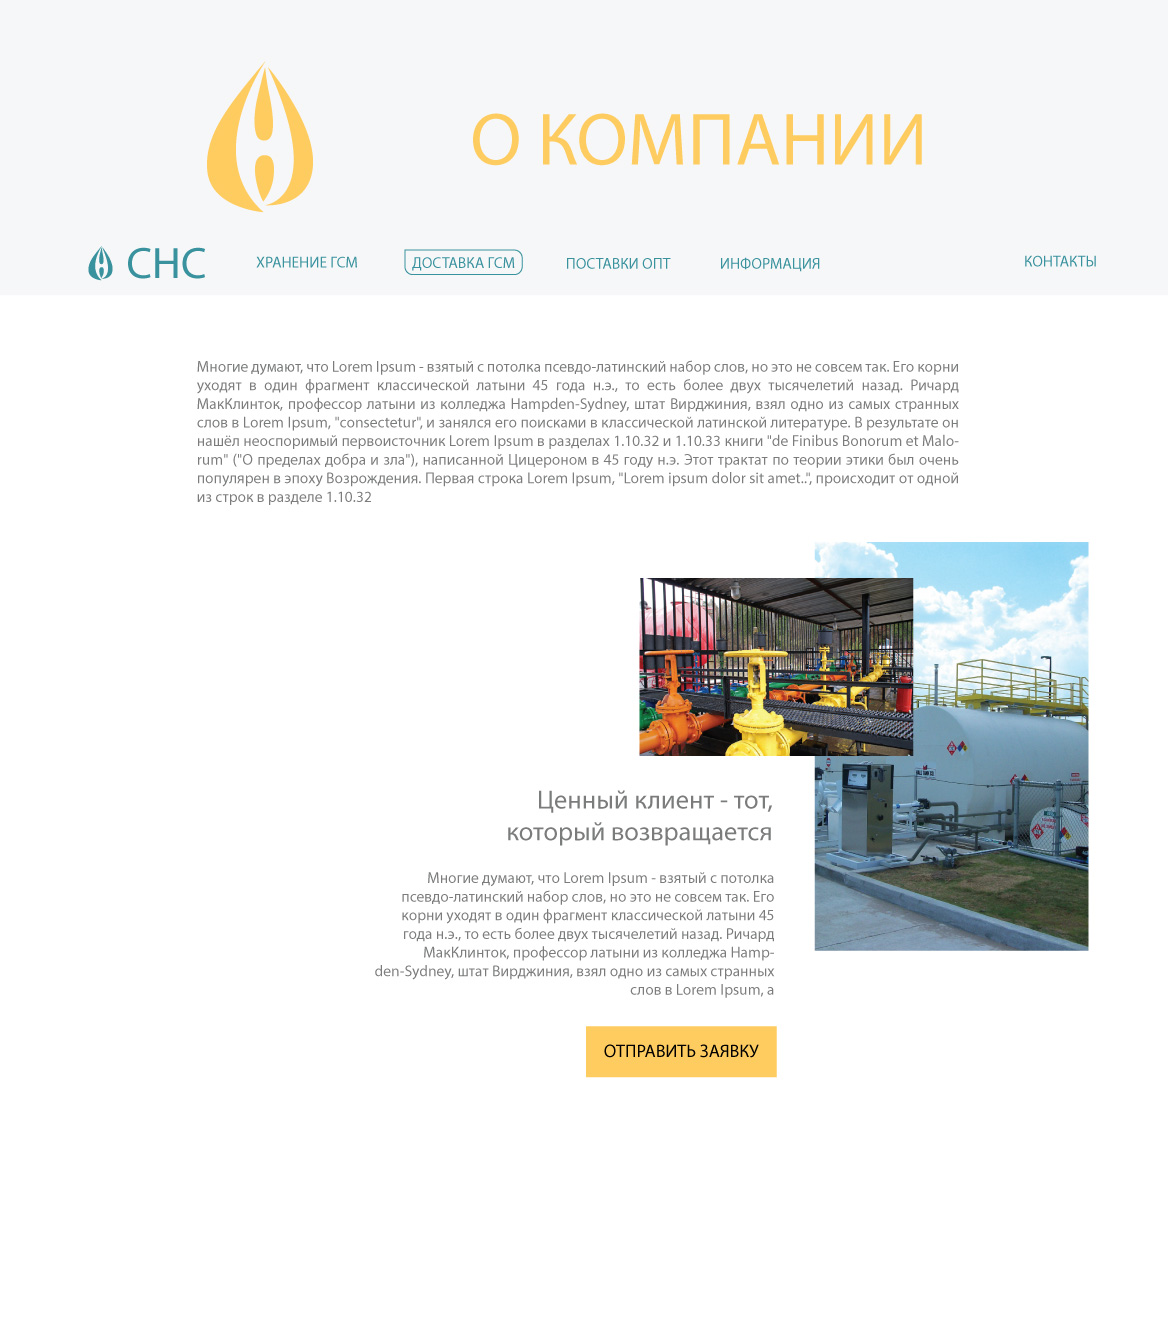 О КОМПАНИИ
СНС ХРАНЕНИЕ ГСМ ДОСТАВКА ГСМ ПОСТАВКИ ОПТ ИНФОРМАЦИЯ КОНТАКТЫ
Многие думают, что Lorem Ipsum - взятый с потолка псевдо-латинский набор слов, но это не совсем так. Его корни
уходят в один фрагмент классической латыни 45 года н.э., то есть более двух тысячелетий назад. Ричард
МакКлинток, профессор латыни из колледжа Hampden-Sydney, штат Вирджиния, взял одно из самых странных
слов в Lorem Ipsum, "consectetur", и занялся его поисками в классической латинской литературе. В результате он
нашёл неоспоримый первоисточник Lorem Ipsum в разделах 1.10.32 и 1.10.33 книги "de Finibus Bonorum et Malo-
rum" ("О пределах добра и зла"), написанной Цицероном в 45 году н.э. Этот трактат по теории этики был очень
популярен в эпоху Возрождения. Первая строка Lorem Ipsum, "Lorem ipsum dolor sit amet..", происходит от одной
из строк в разделе 1.10.32
Ценный клиент - тот,
который возвращается
Многие думают, что Lorem Ipsum - взятый с потолка
псевдо-латинский набор слов, но это не совсем так. Его
корни уходят в один фрагмент классической латыни 45
года н.э., то есть более двух тысячелетий назад. Ричард
МакКлинток, профессор латыни из колледжа Hamp-
den-Sydney, штат Вирджиния, взял одно из самых странных
слов в Lorem Ipsum, а
ОТПРАВИТЬ ЗАЯВКУ